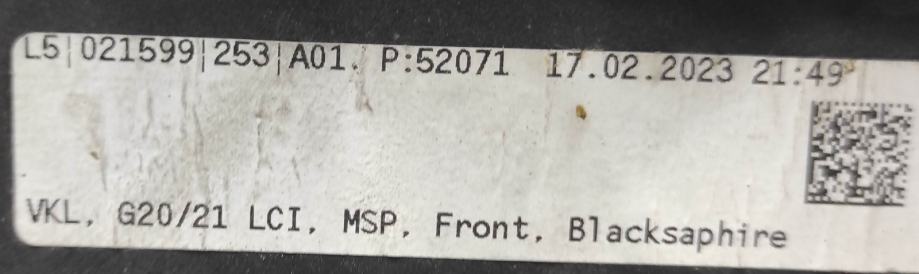 L5|021599|253|A01. P:52071 17.02.2023 21:49
VKL, G20/21 LCI, MSP, Front, Blacksaphire